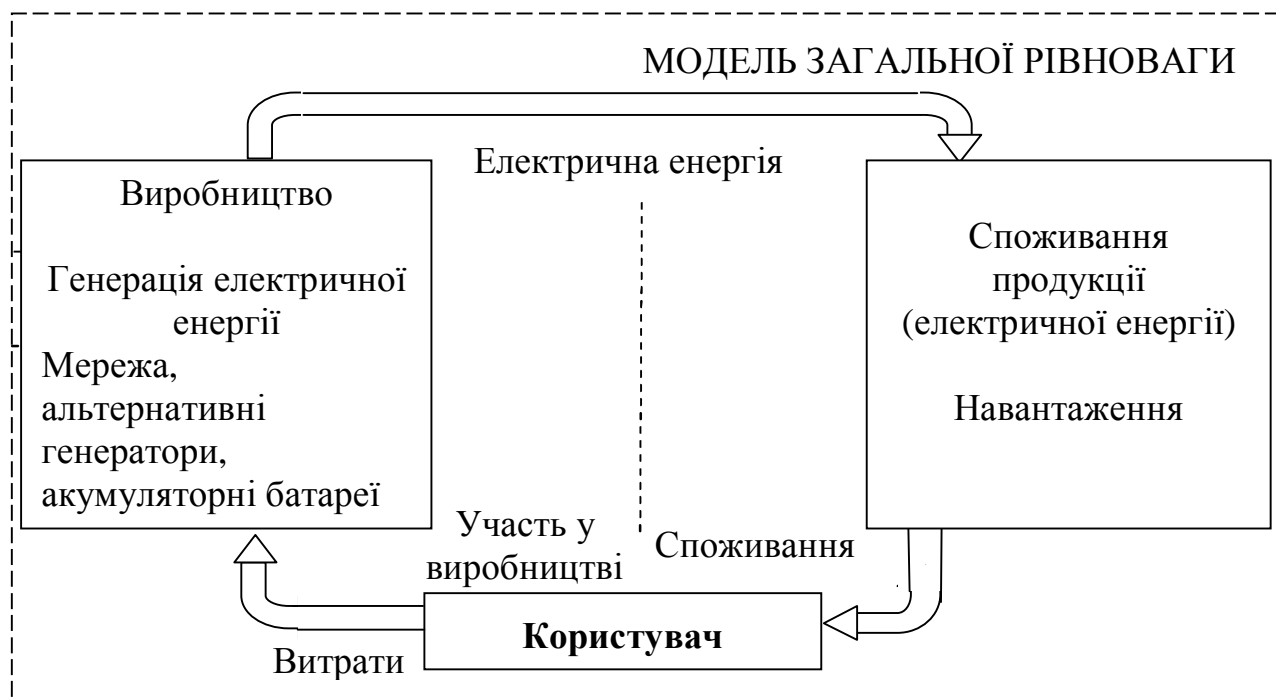 МОДЕЛЬ ЗАГАЛЬНОЇ РІВНОВАГИ
Електрична енергія
Виробництво
Генерація електричної
енергії
Мережа,
альтернативні
генератори,
акумуляторні батареї
Споживання
продукції
(електричної енергії)
Навантаження
Участь у
виробництві
Споживання
Користувач
Витрати